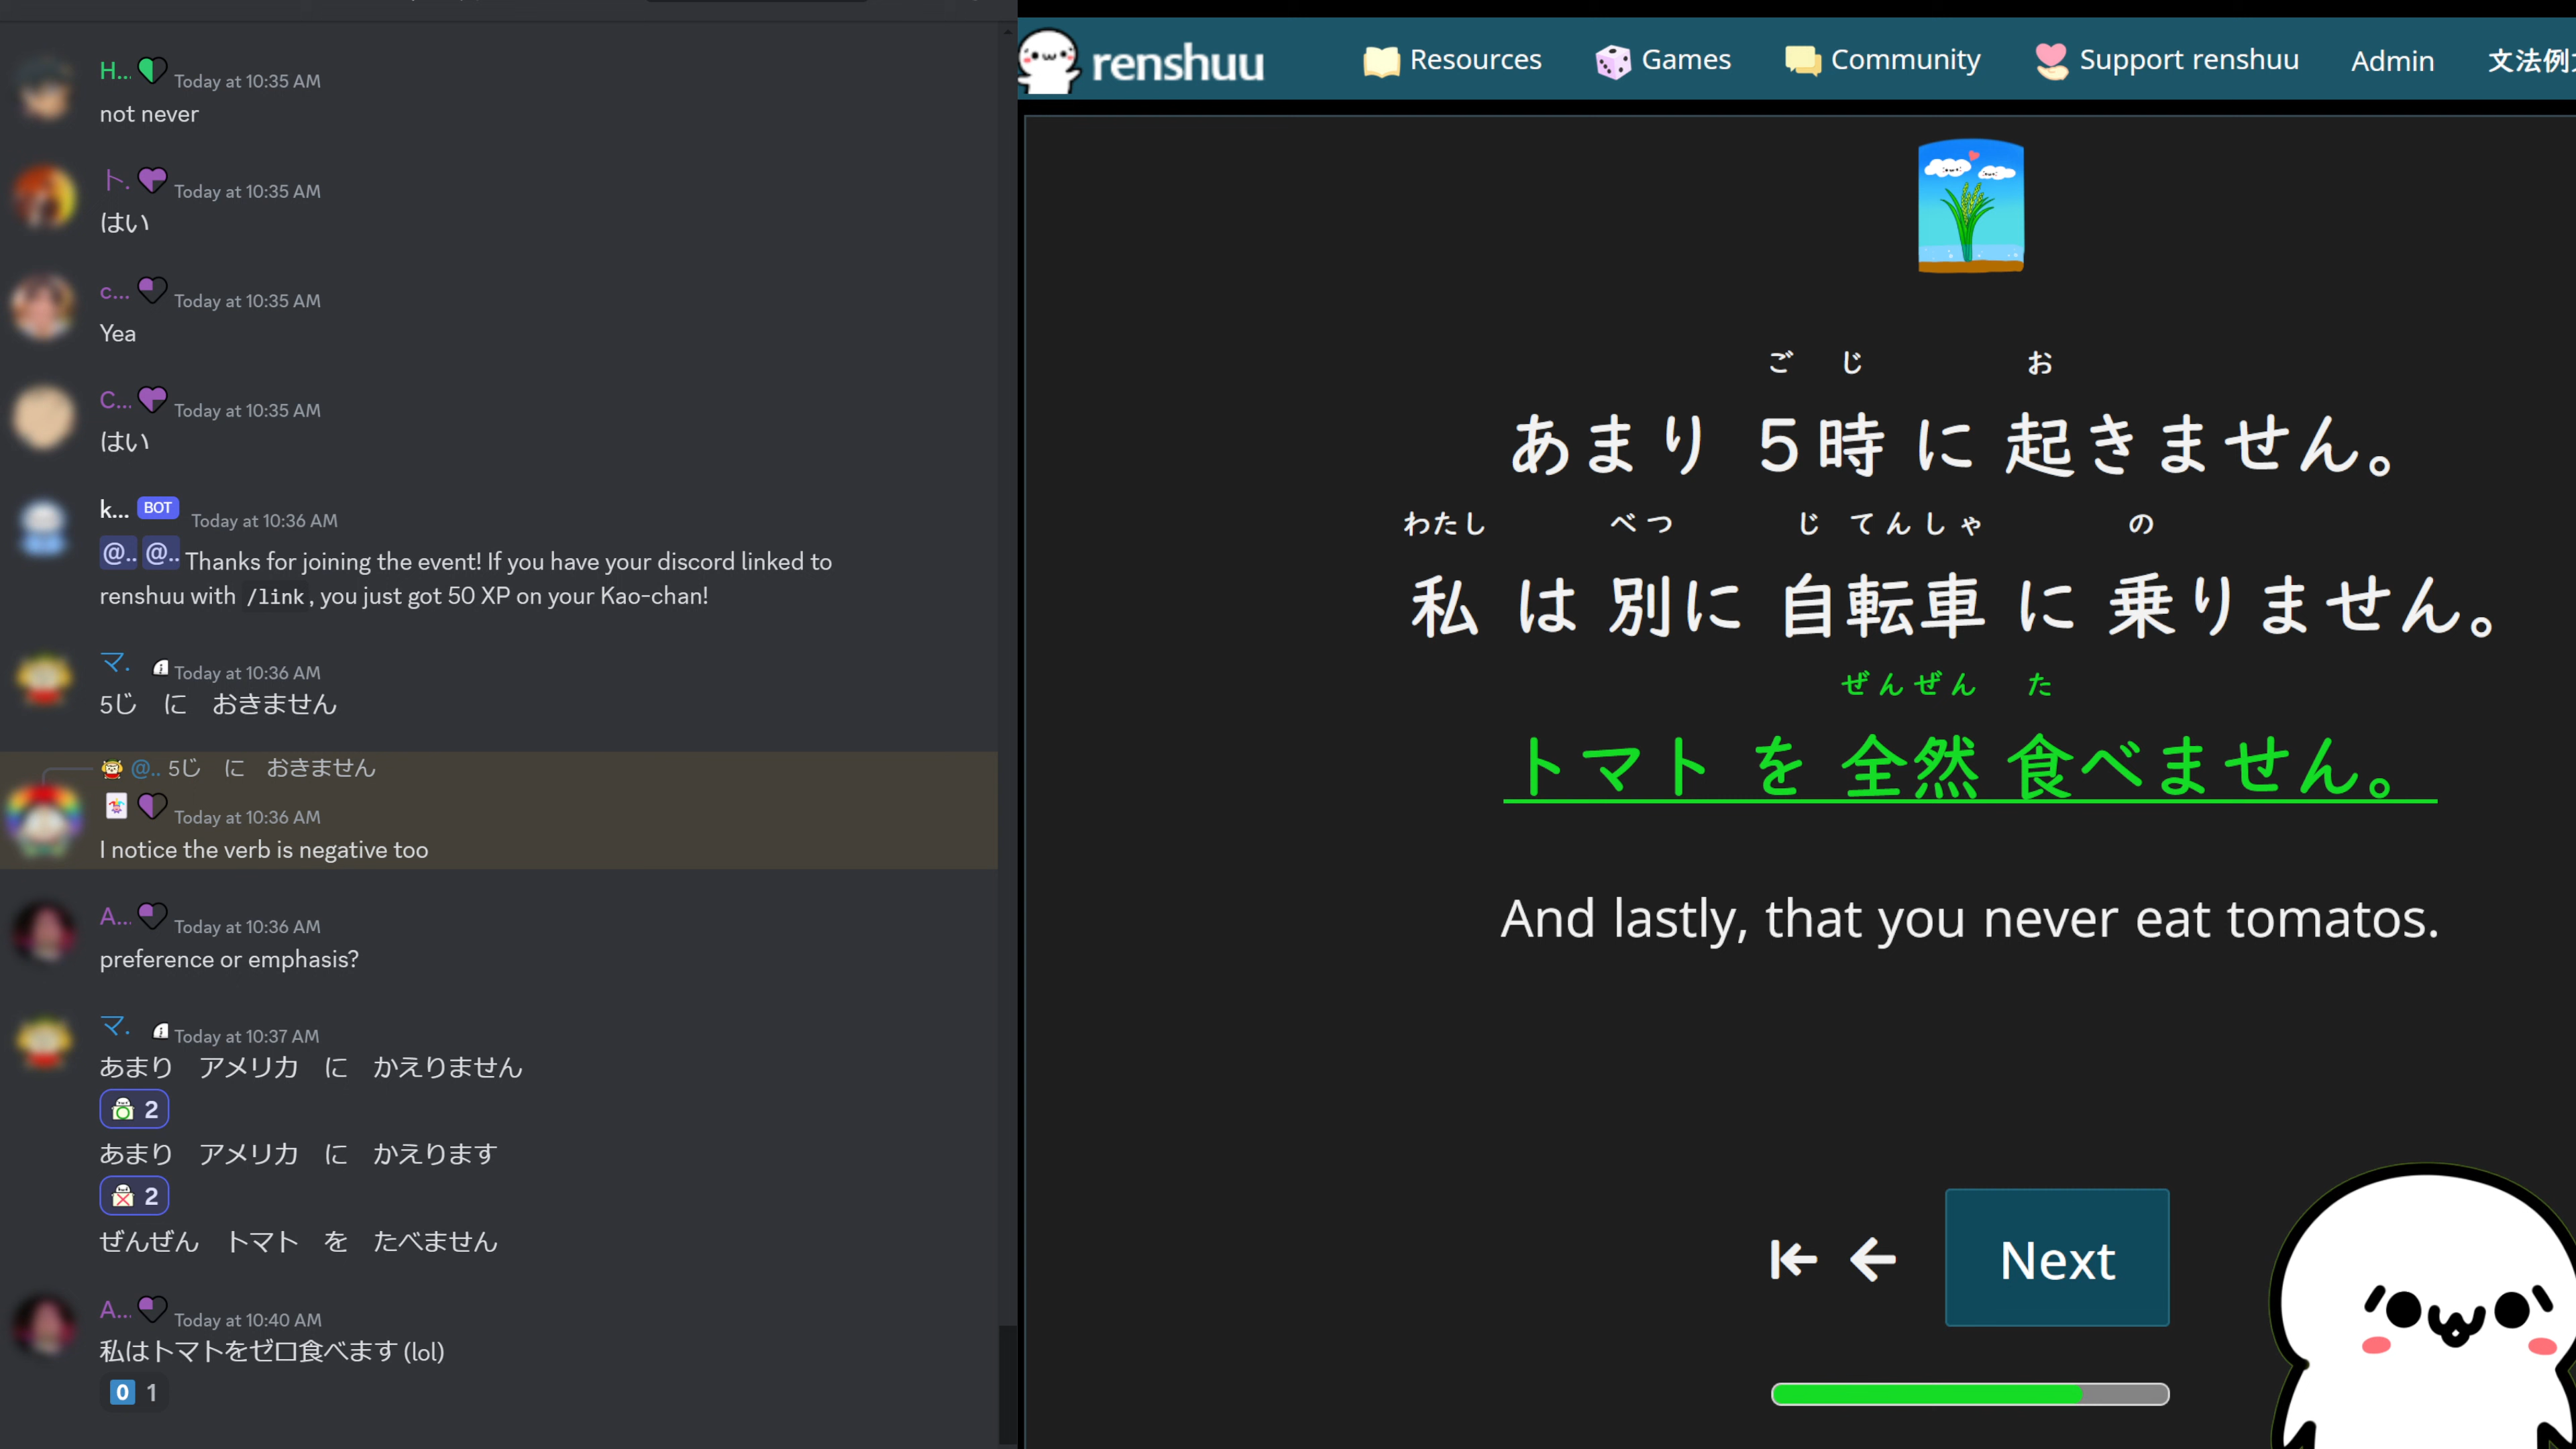 H... Today at 10:35 AM
not never
ト. Today at 10:35 AM
はい
c... Today at 10:35 AM
Yea
C... Today at 10:35 AM
はい
k... BOT Today at 10:36 AM
@.. @.. Thanks for joining the event! If you have your discord linked to
renshuu with /link, you just got 50 XP on your Kao-chan!
マ. Today at 10:36 AM
5じ　に　おきません
@.. 5じ　に　おきません
Today at 10:36 AM
I notice the verb is negative too
A... Today at 10:36 AM
preference or emphasis?
マ. Today at 10:37 AM
あまり　アメリカ　に　かえりません
2
あまり　アメリカ　に　かえります
2
ぜんぜん　トマト　を　たべません
A... Today at 10:40 AM
私はトマトをゼロ食べます (lol)
0 1
renshuu Resources Games Community Support renshuu Admin 文法例
ご じ お
あまり 5時 に 起きません。
わたし べつ じ てんしゃ の
私 は 別に 自転車 に 乗りません。
ぜんぜん た
トマト を 全然 食べません。
And lastly, that you never eat tomatos.
Next